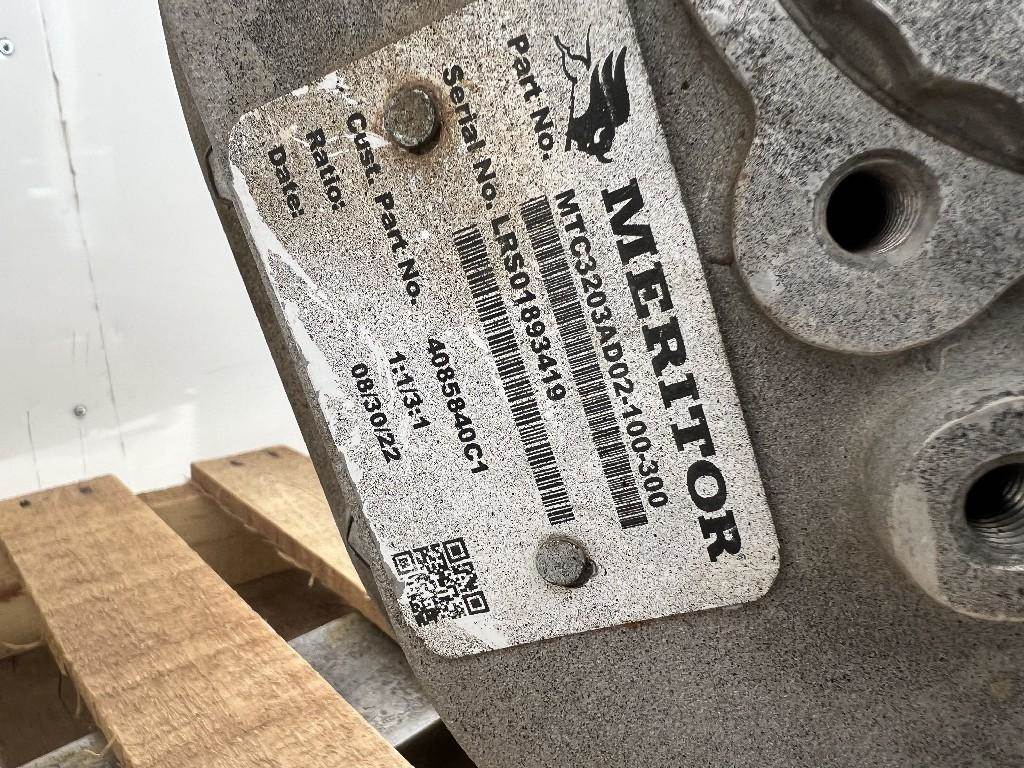 MERITOR
Part No. MTC3203AD02-100-300
Serial No. LRS01893419
Cust. Part No. 4085840C1
Ratio: 1:1/3:1
Date: 08/30/22